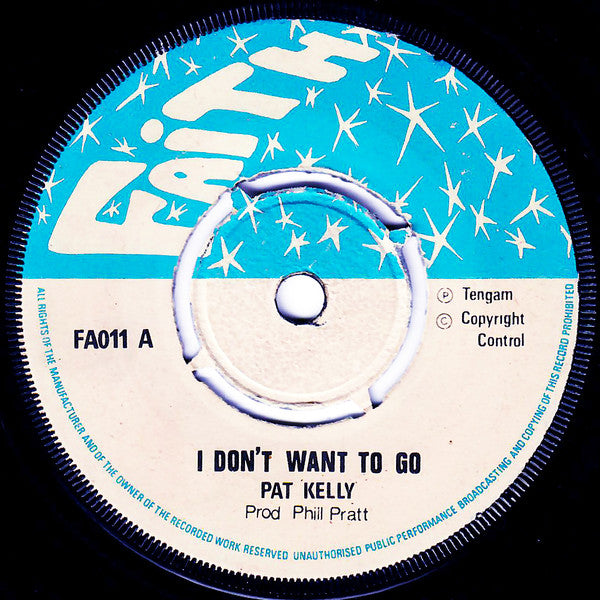 FAITH
℗ Tengam
© Copyright
Control
FA011 A
I DON'T WANT TO GO
PAT KELLY
Prod Phill Pratt
ALL RIGHTS OF THE MANUFACTURER AND OF THE OWNER OF THE RECORDED WORK RESERVED UNAUTHORISED PUBLIC PERFORMANCE BROADCASTING AND COPYING OF THIS RECORD PROHIBITED